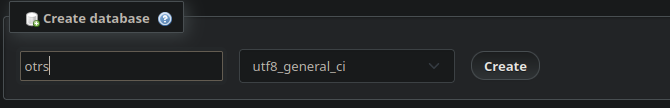 Create database
otrs
utf8_general_ci
Create